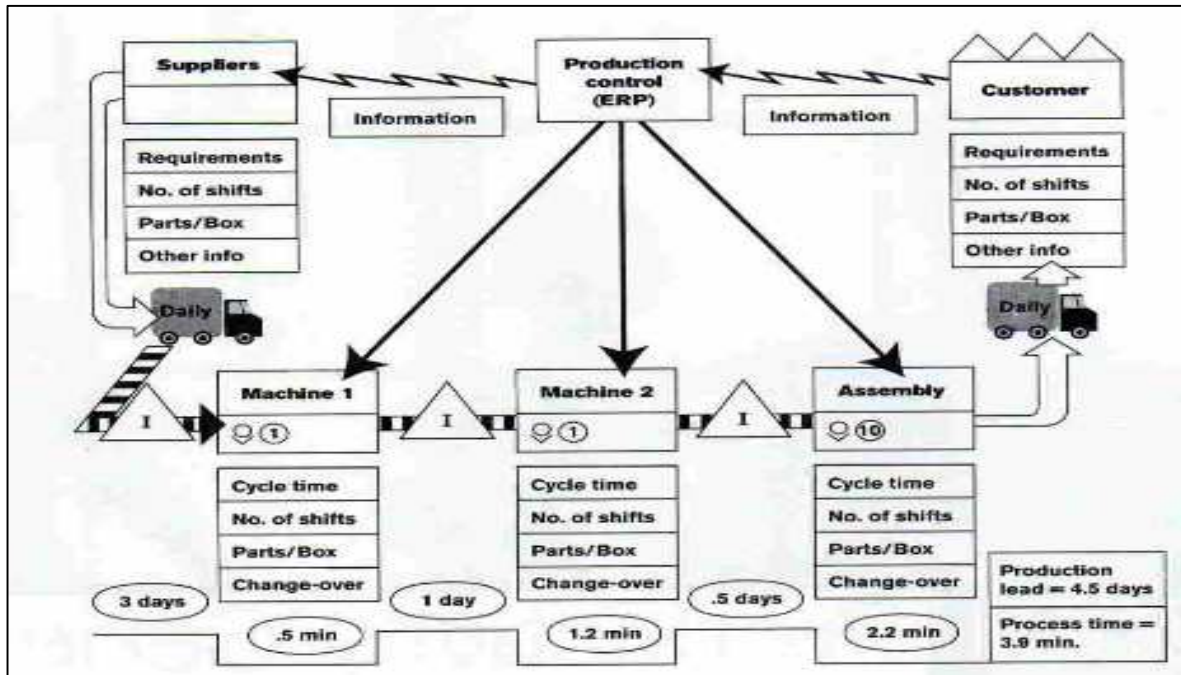 Suppliers
Production
control
(ERP)
Customer
Information
Information
Requirements
No. of shifts
Parts/Box
Other info
Requirements
No. of shifts
Parts/Box
Other info
Daily
Daily
I
Machine 1
1
I
Machine 2
1
I
Assembly
10
Cycle time
No. of shifts
Parts/Box
Change-over
Cycle time
No. of shifts
Parts/Box
Change-over
Cycle time
No. of shifts
Parts/Box
Change-over
3 days
.5 min
1 day
1.2 min
.5 days
2.2 min
Production
lead = 4.5 days
Process time =
3.9 min.